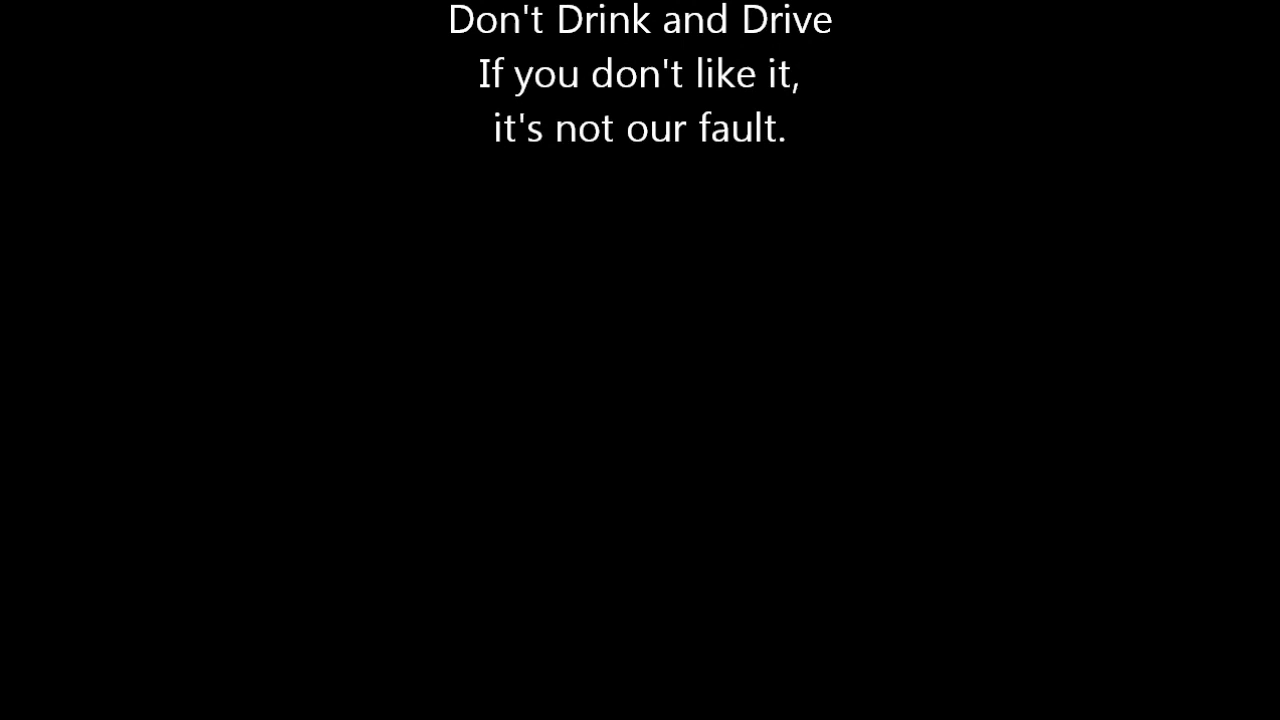 Don't Drink and Drive
If you don't like it,
it's not our fault.